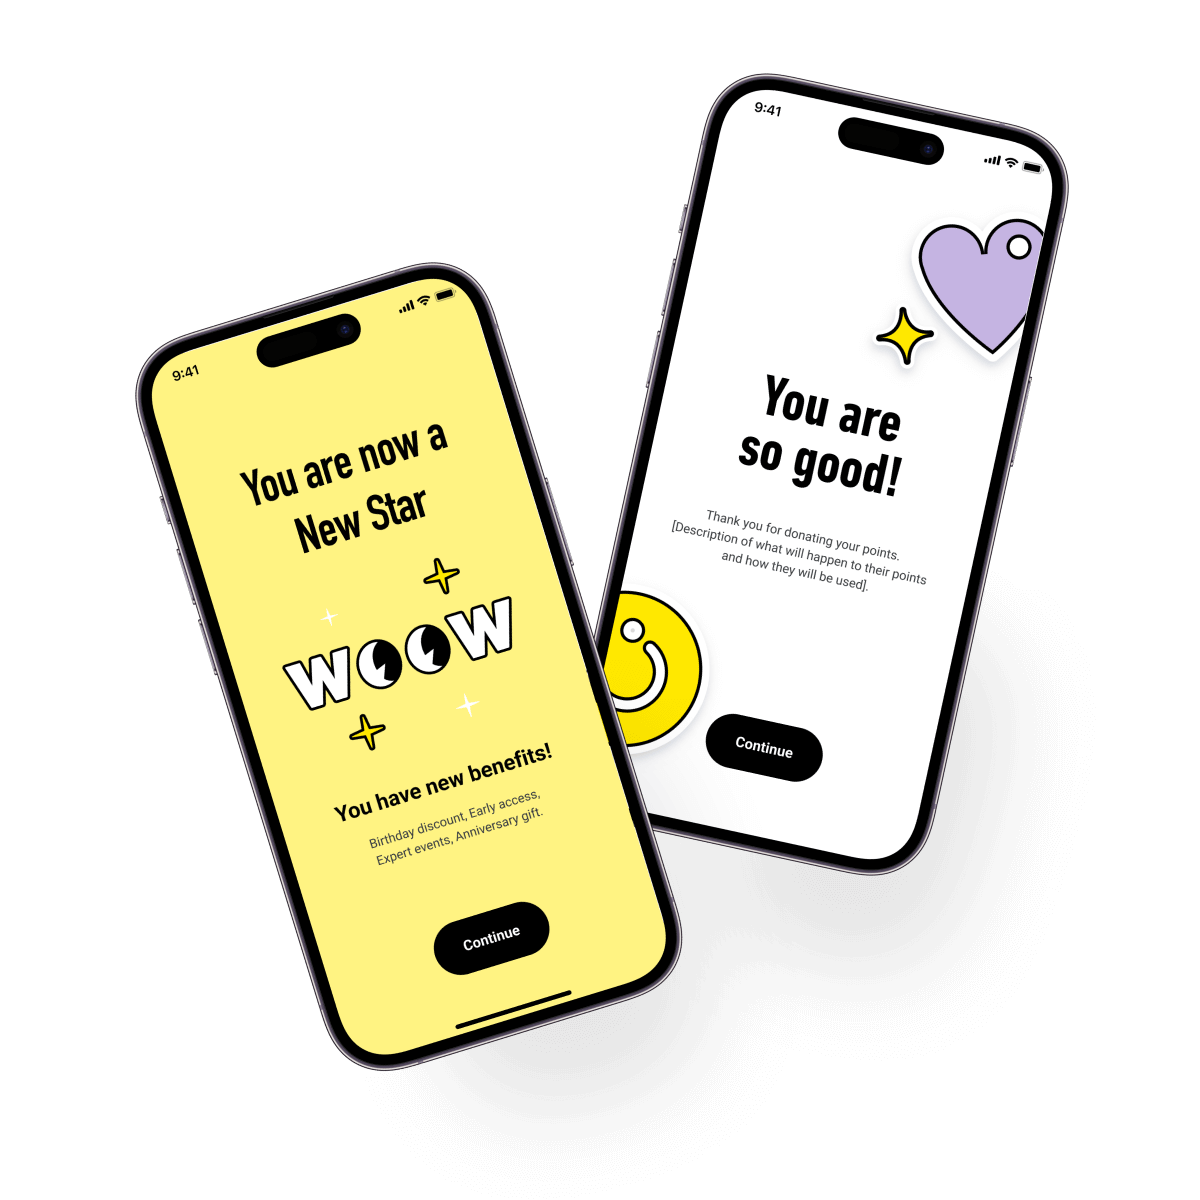 9:41
You are now a
New Star
WOOW
You have new benefits!
Birthday discount, Early access,
Expert events, Anniversary gift.
Continue
9:41
You are
so good!
Thank you for donating your points.
[Description of what will happen to their points
and how they will be used].
Continue